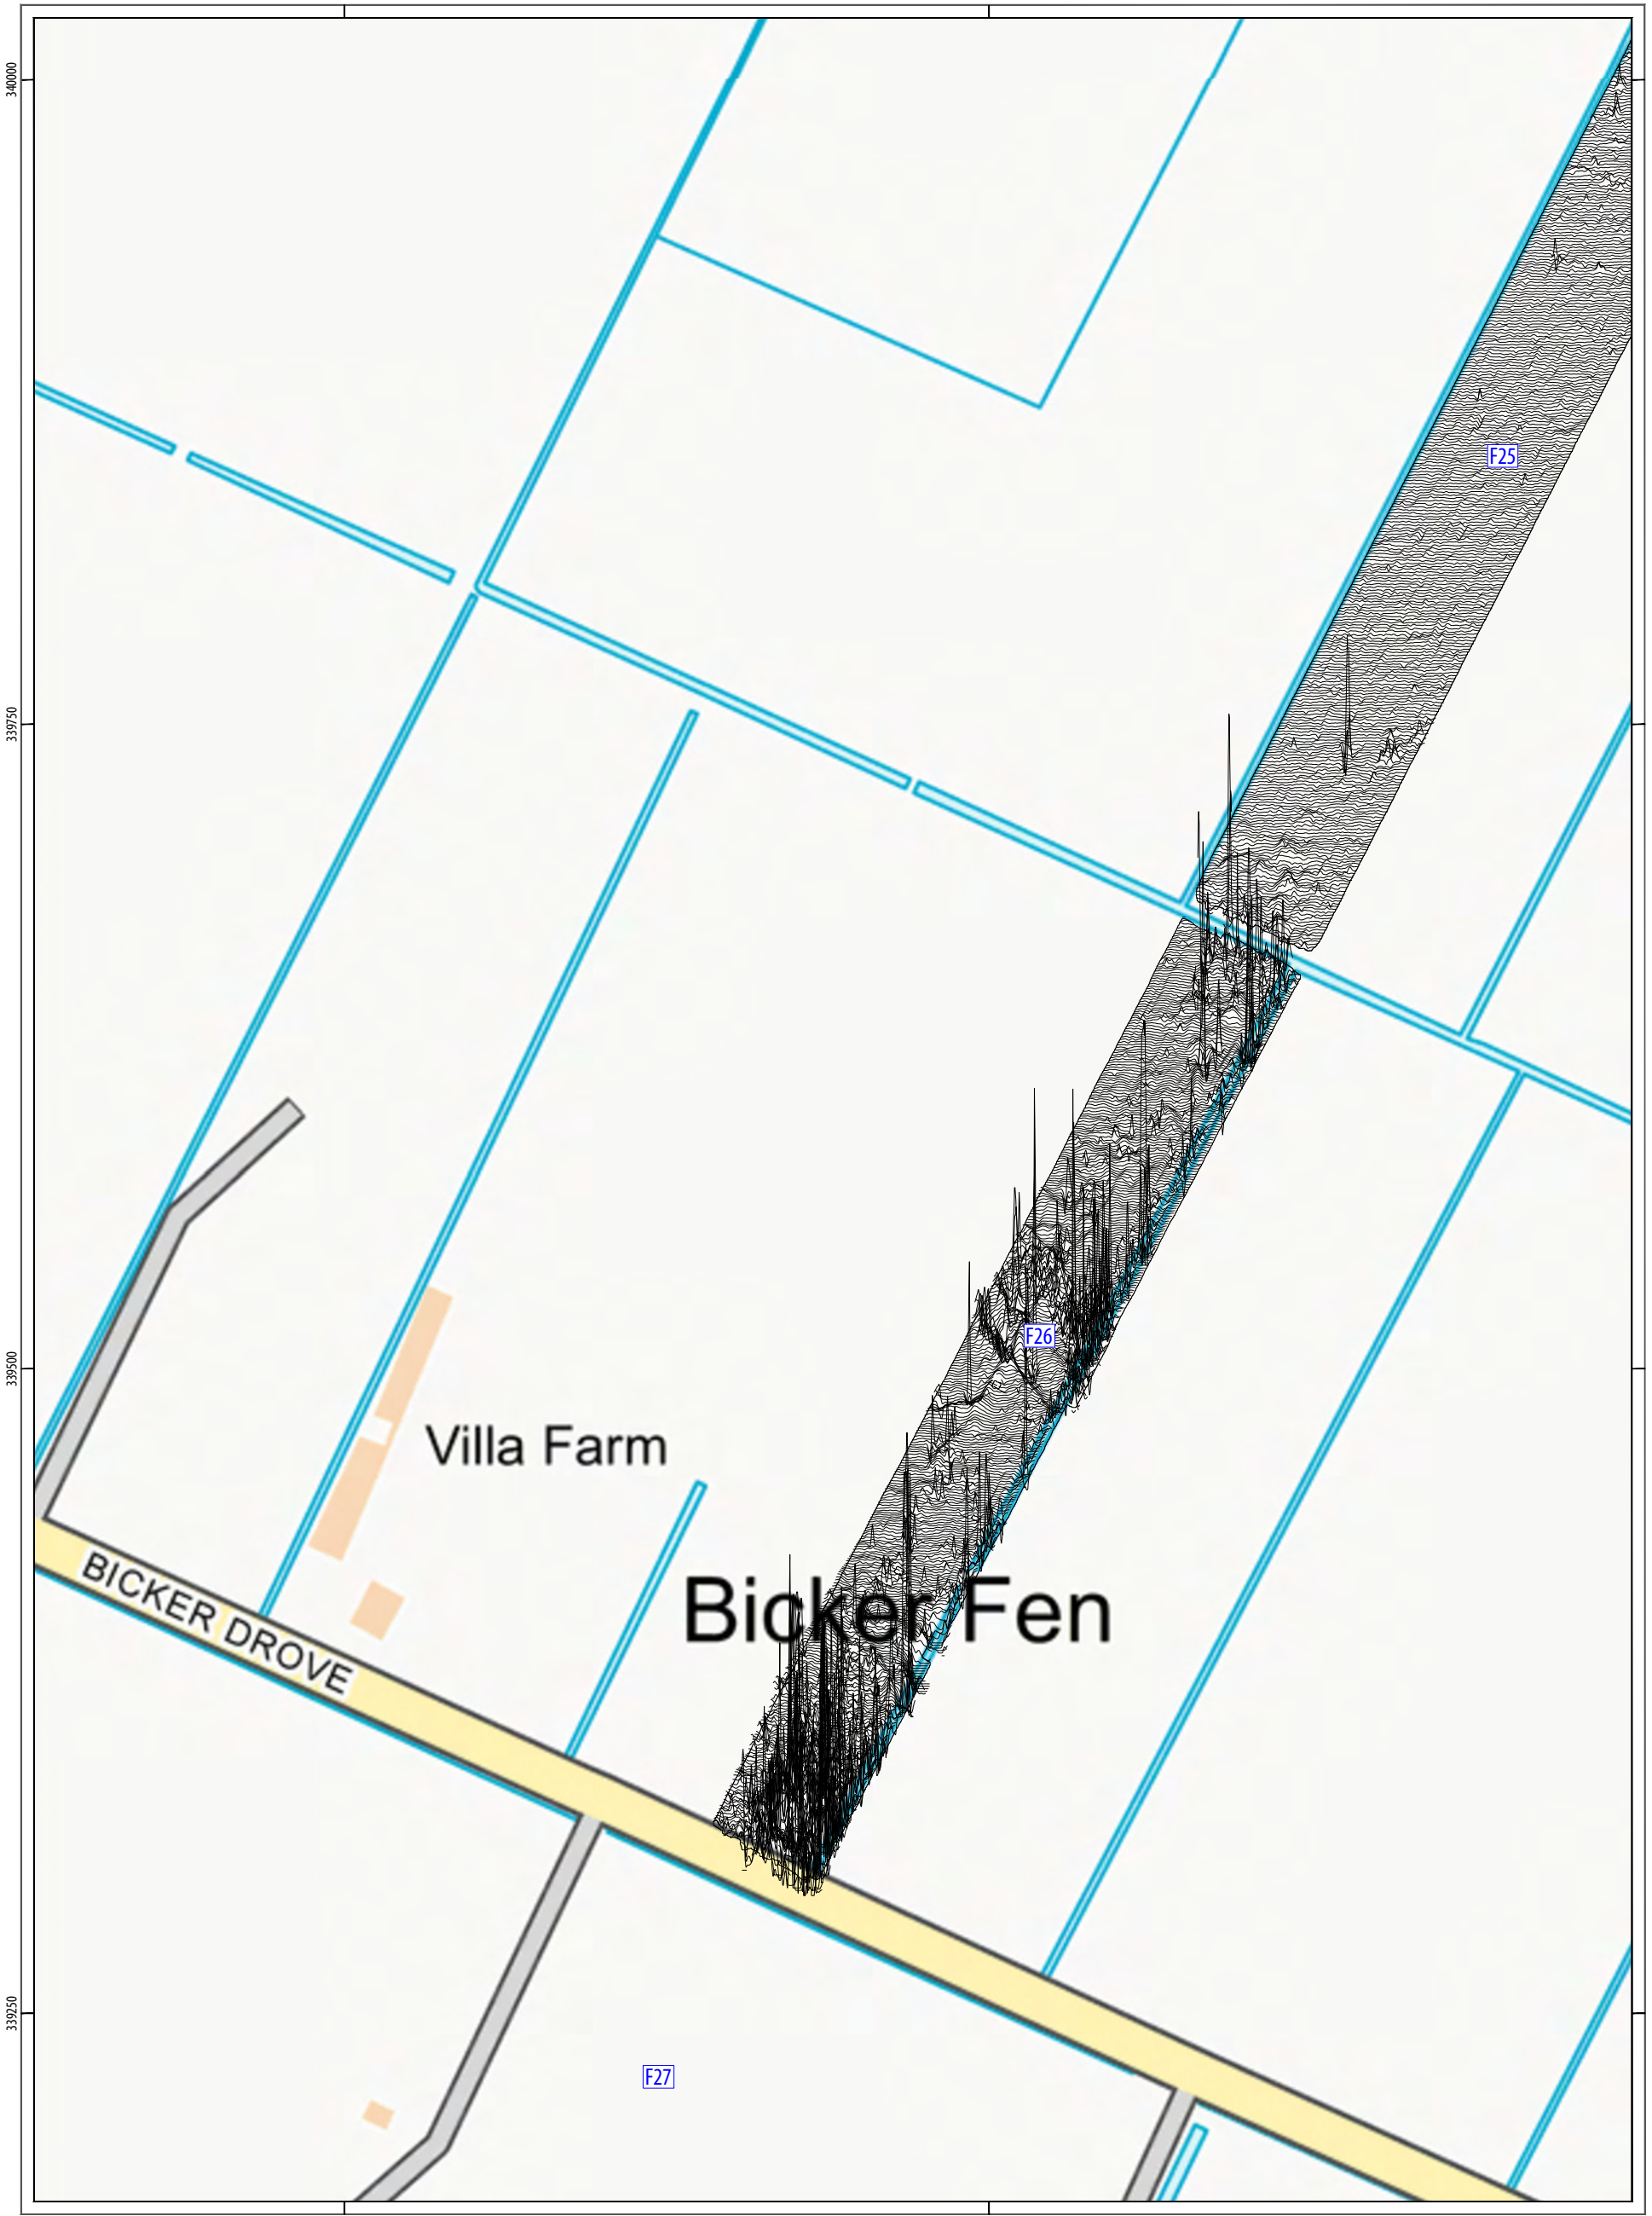 340000
F25
339750
F26
339500
Villa Farm
Bicker Fen
BICKER DROVE
339250
F27